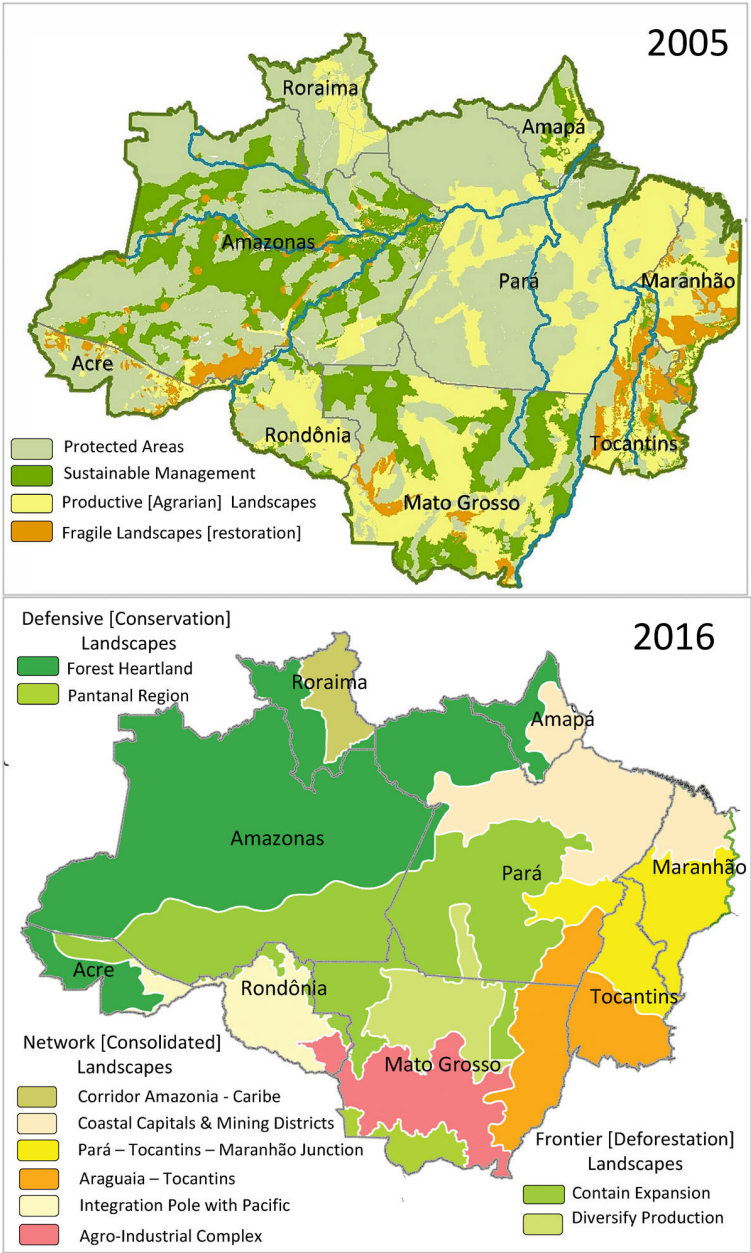 2005
Roraima
Amapá
Amazonas
Pará
Maranhão
Acre
Rondônia
Tocantins
Mato Grosso
Protected Areas
Sustainable Management
Productive [Agrarian] Landscapes
Fragile Landscapes [restoration]
2016
Defensive [Conservation]
Landscapes
Forest Heartland
Pantanal Region
Roraima
Amapá
Amazonas
Pará
Maranhão
Acre
Rondônia
Tocantins
Mato Grosso
Network [Consolidated]
Landscapes
Corridor Amazonia - Caribe
Coastal Capitals & Mining Districts
Pará – Tocantins – Maranhão Junction
Araguaia – Tocantins
Integration Pole with Pacific
Agro-Industrial Complex
Frontier [Deforestation]
Landscapes
Contain Expansion
Diversify Production